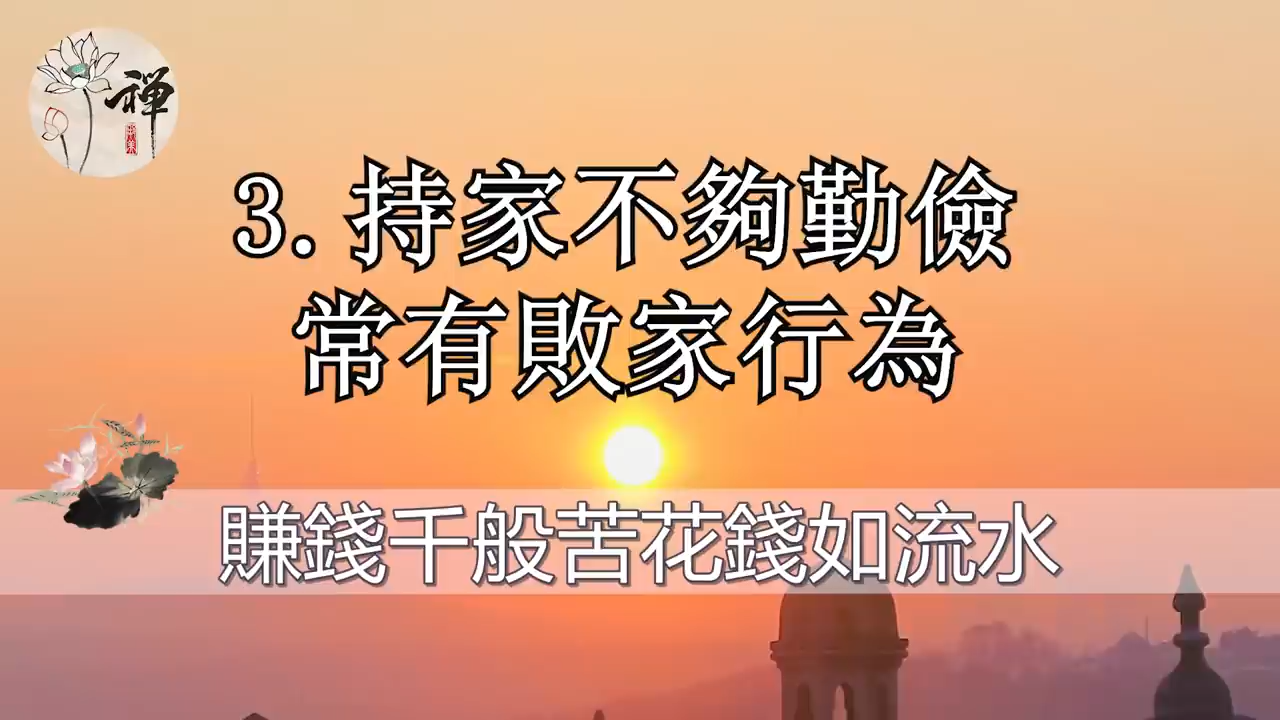 禅
3. 持家不夠勤儉
常有敗家行為
賺錢千般苦花錢如流水